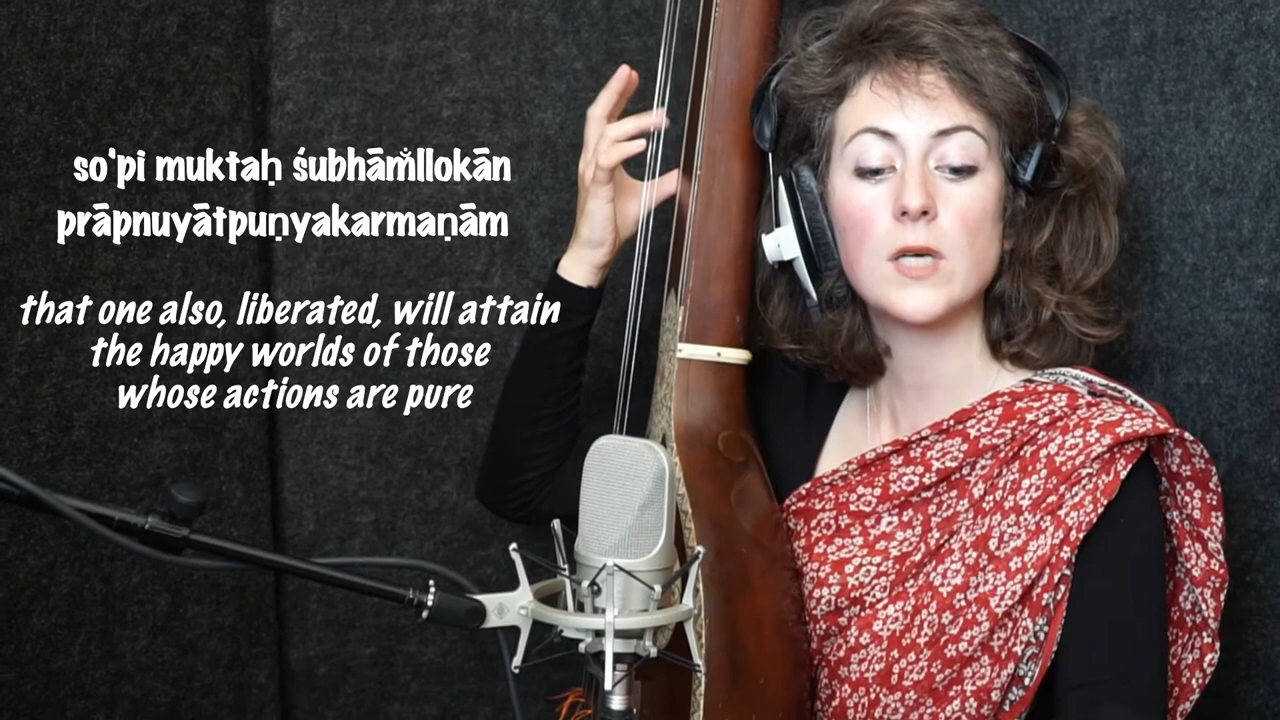 so'pi muktaḥ śubhām̐llokān
prāpnuyātpuṇyakarmaṇām
that one also, liberated, will attain
the happy worlds of those
whose actions are pure